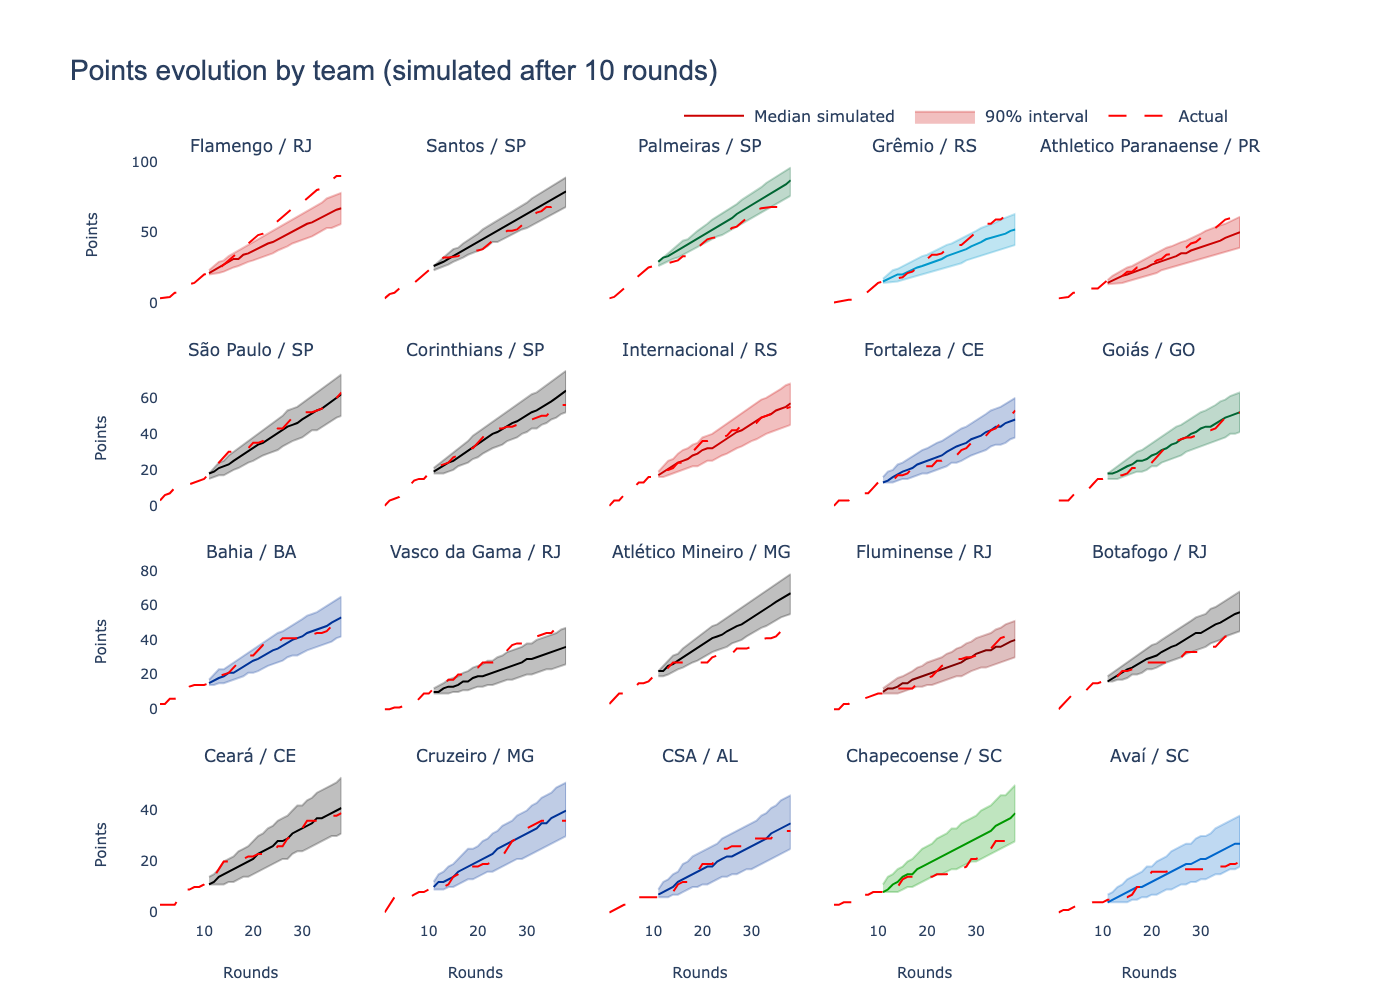 Points evolution by team (simulated after 10 rounds)
Median simulated 90% interval Actual
Flamengo / RJ Santos / SP Palmeiras / SP Grêmio / RS Athletico Paranaense / PR
100
50
0
Points
São Paulo / SP Corinthians / SP Internacional / RS Fortaleza / CE Goiás / GO
60
40
20
0
Points
Bahia / BA Vasco da Gama / RJ Atlético Mineiro / MG Fluminense / RJ Botafogo / RJ
80
60
40
20
0
Points
Ceará / CE Cruzeiro / MG CSA / AL Chapecoense / SC Avaí / SC
40
20
0
Points
10 20 30 10 20 30 10 20 30 10 20 30 10 20 30
Rounds Rounds Rounds Rounds Rounds